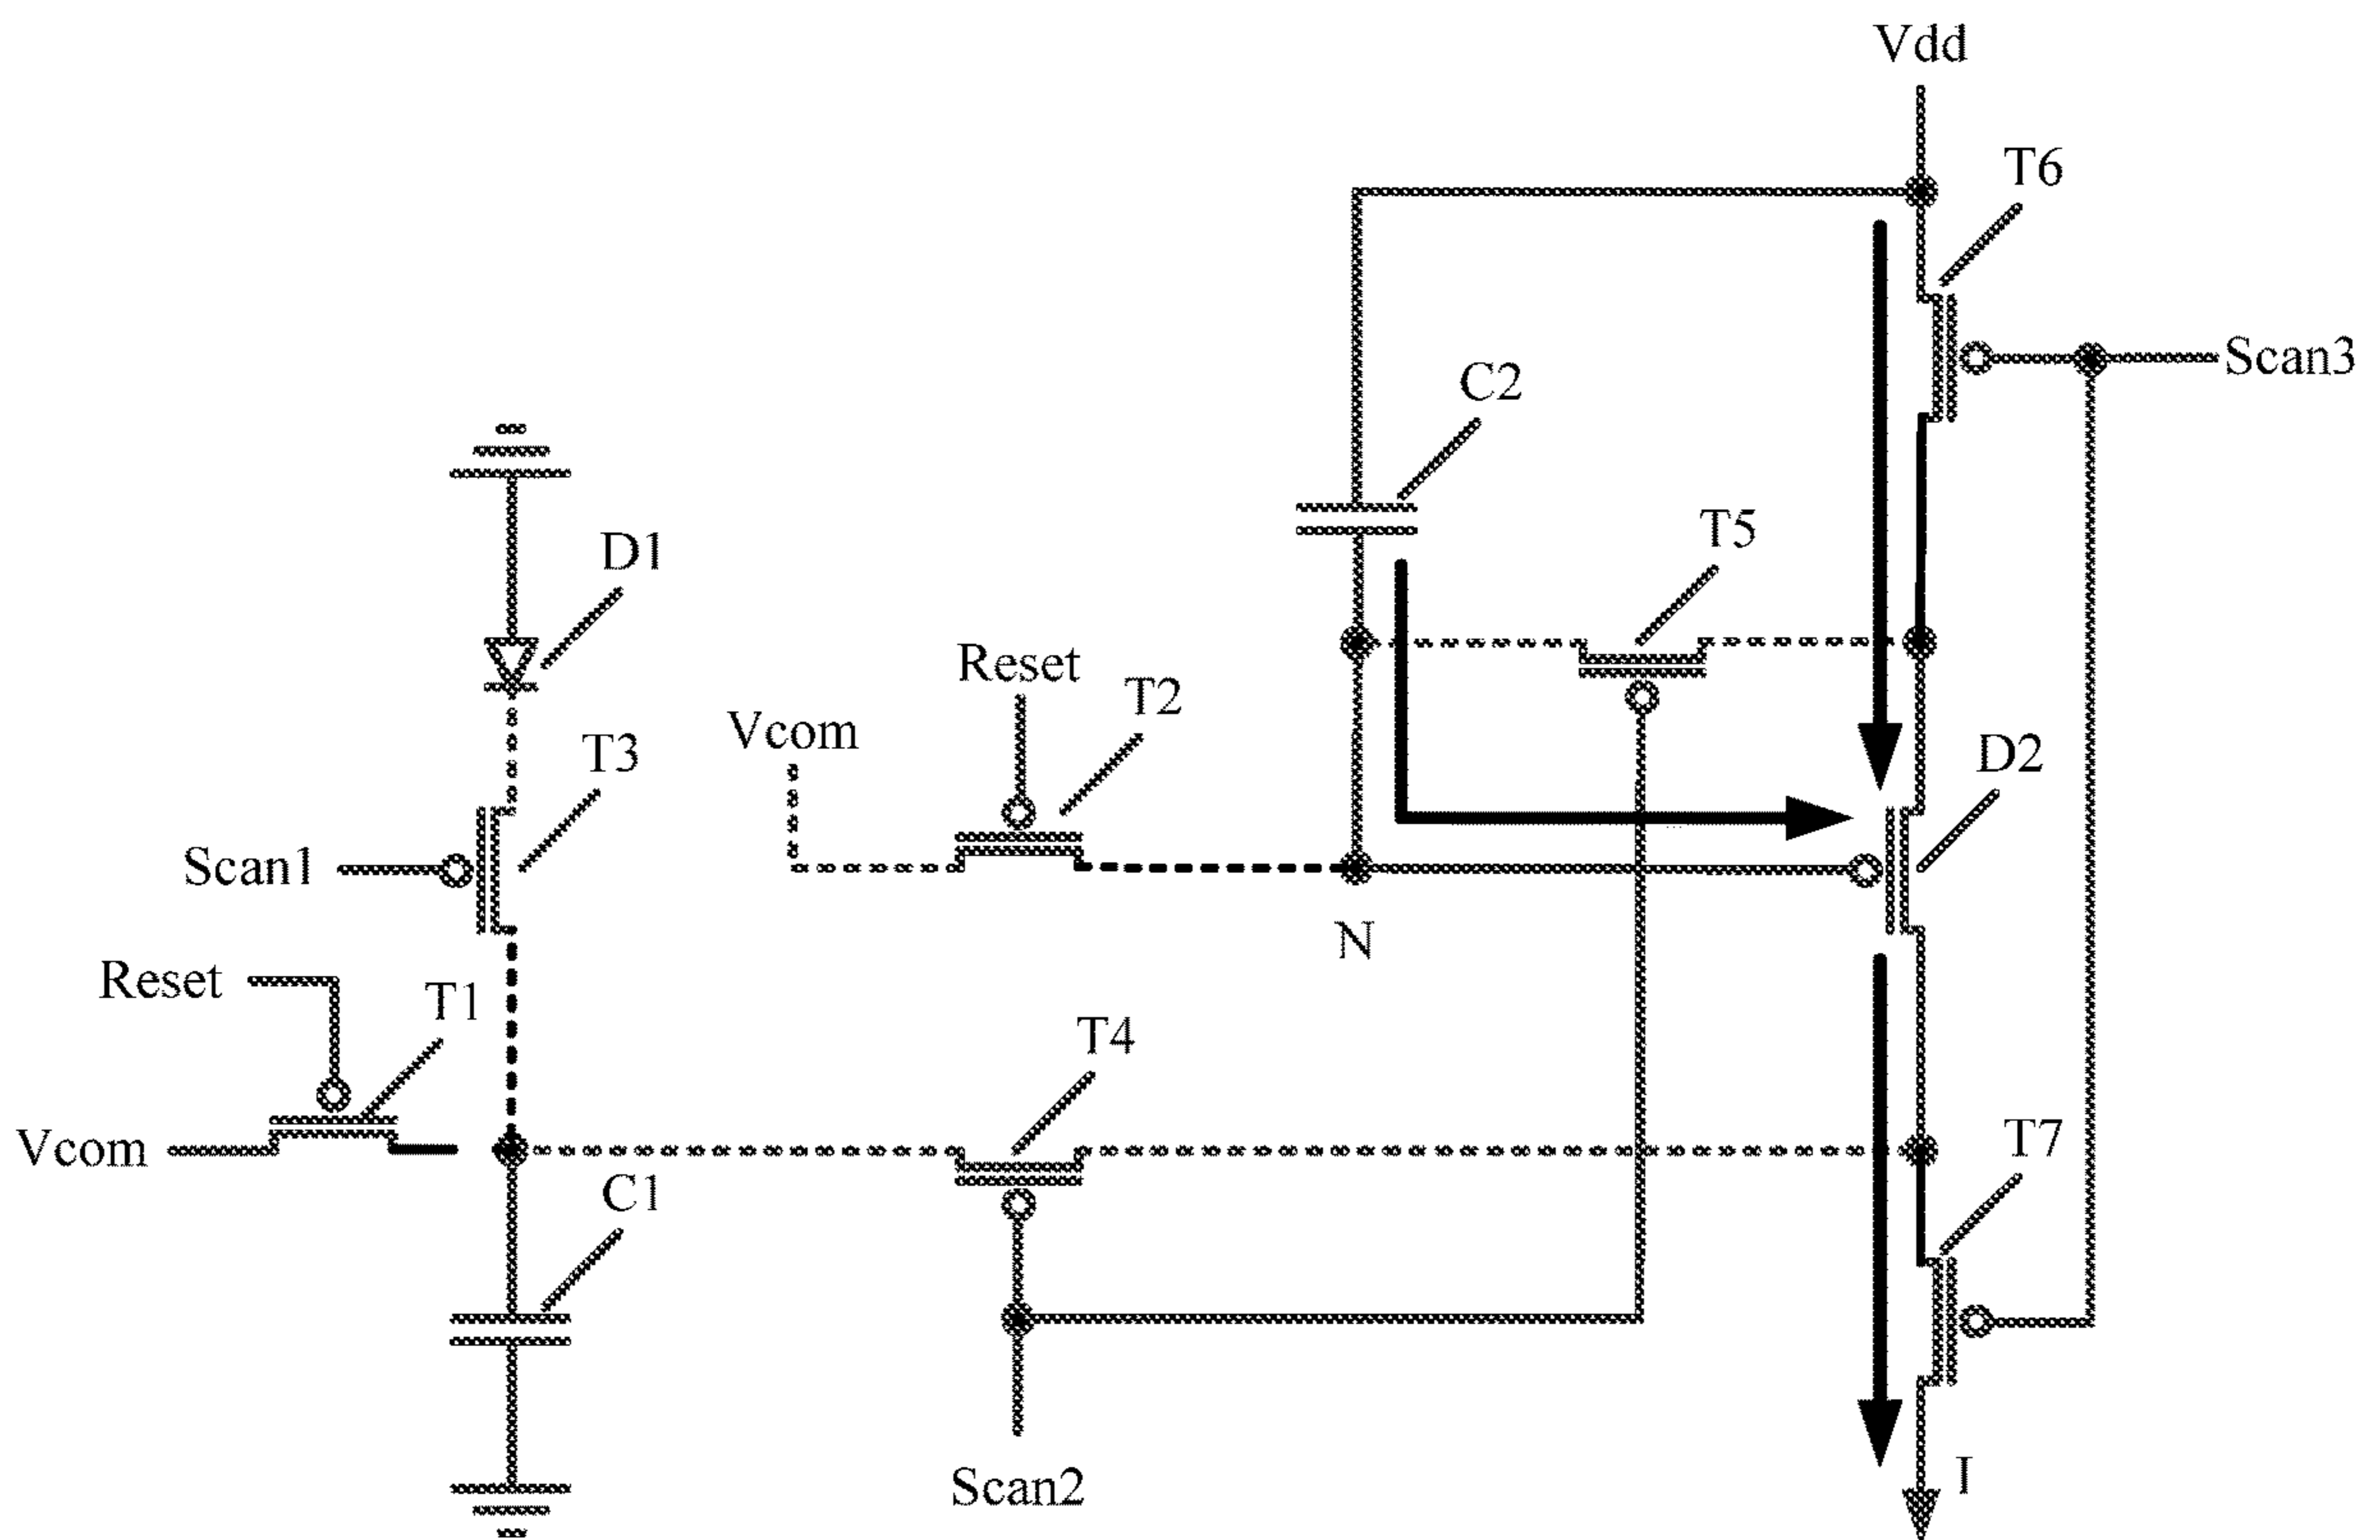 Vdd
T6
Scan3
C2
T5
D1
Reset
T2
Vcom
T3
D2
Scan1
N
Reset
T1
T4
Vcom
T7
C1
I
Scan2